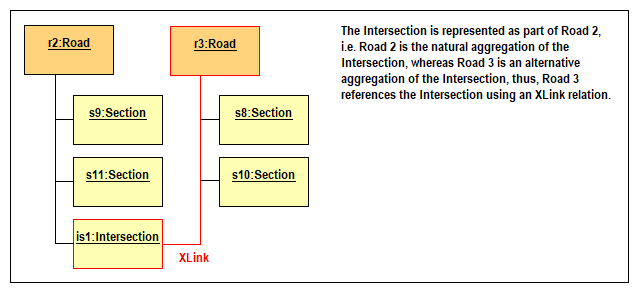 r2:Road
r3:Road
The Intersection is represented as part of Road 2,
i.e. Road 2 is the natural aggregation of the
Intersection, whereas Road 3 is an alternative
aggregation of the Intersection, thus, Road 3
references the Intersection using an XLink relation.
s9:Section
s8:Section
s11:Section
s10:Section
is1:Intersection
XLink